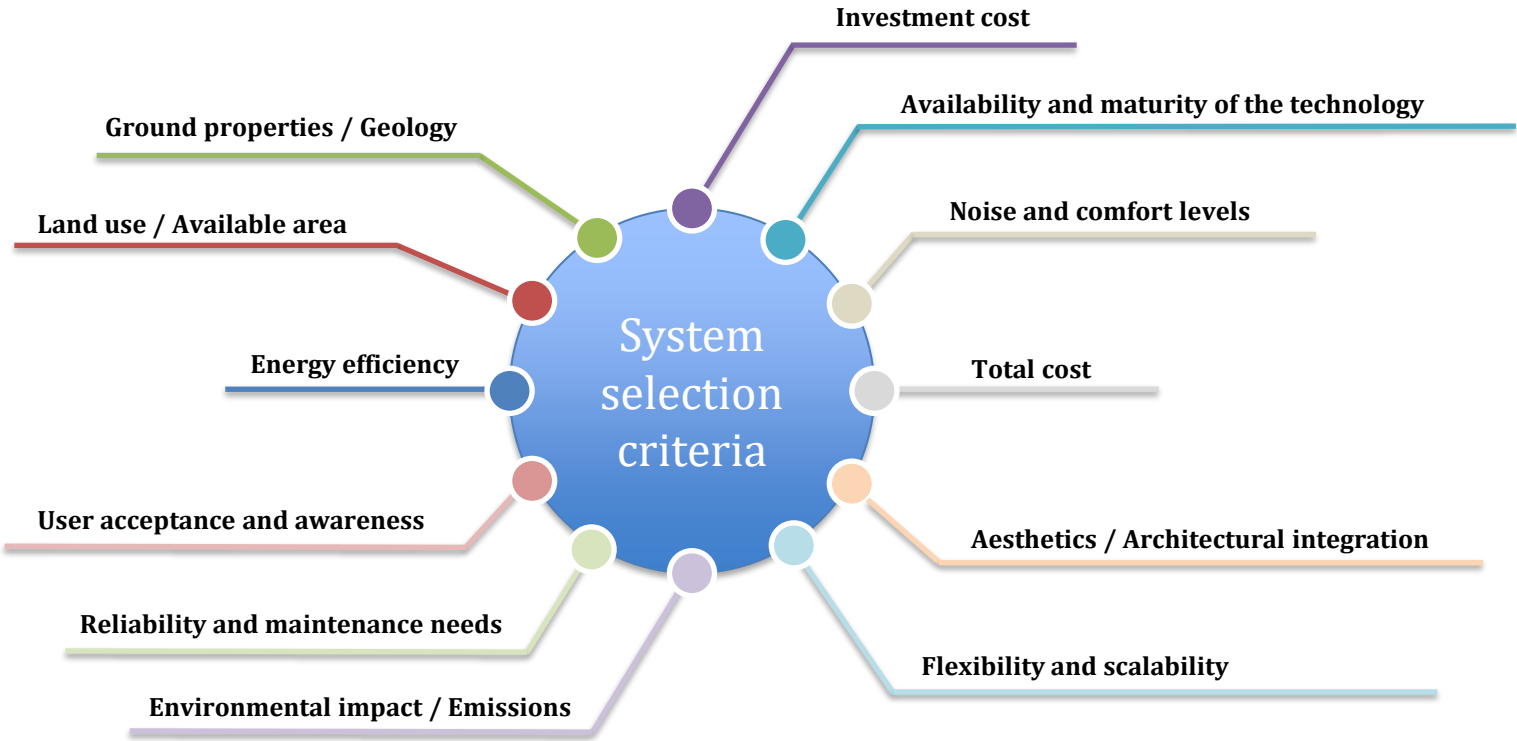 Investment cost
Availability and maturity of the technology
Ground properties / Geology
Noise and comfort levels
Land use / Available area
System
selection
criteria
Energy efficiency
Total cost
User acceptance and awareness
Aesthetics / Architectural integration
Reliability and maintenance needs
Flexibility and scalability
Environmental impact / Emissions